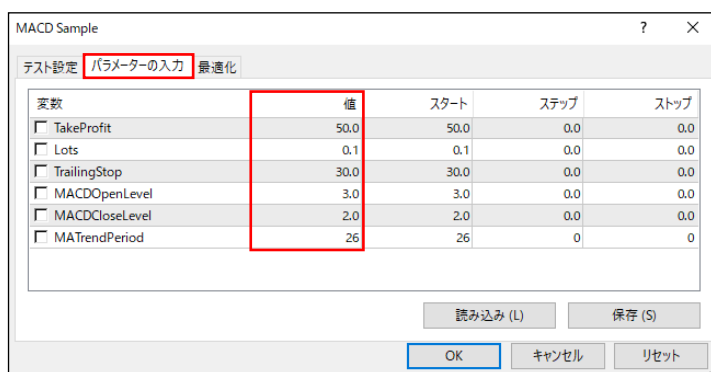 MACD Sample ? ×
テスト設定 パラメーターの入力 最適化
変数 値 スタート ステップ ストップ
TakeProfit 50.0 50.0 0.0 0.0
Lots 0.1 0.1 0.0 0.0
TrailingStop 30.0 30.0 0.0 0.0
MACDOpenLevel 3.0 3.0 0.0 0.0
MACDCloseLevel 2.0 2.0 0.0 0.0
MATrendPeriod 26 26 0 0
読み込み (L) 保存 (S)
OK キャンセル リセット